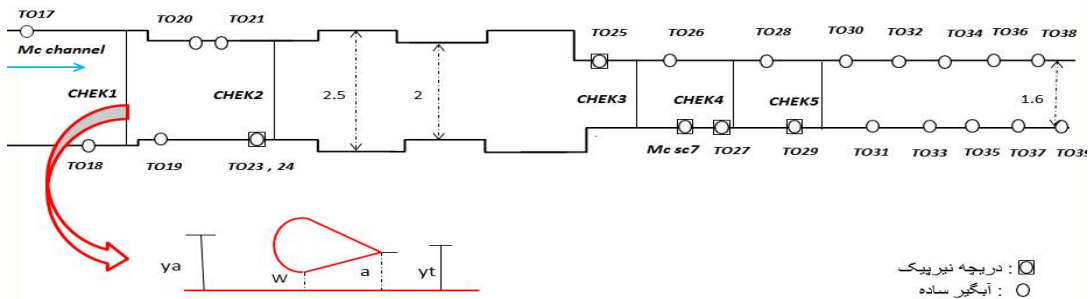 TO17
TO20
TO21
Mc channel
CHEK1
CHEK2
2.5
2
TO25
TO26
TO28
TO30
TO32
TO34
TO36
TO38
CHEK3
CHEK4
CHEK5
1.6
TO18
TO19
TO23 , 24
Mc sc7
TO27
TO29
TO31
TO33
TO35
TO37
TO39
ya
w
a
yt
دریچه نیرپیک :
آبگیر ساده :